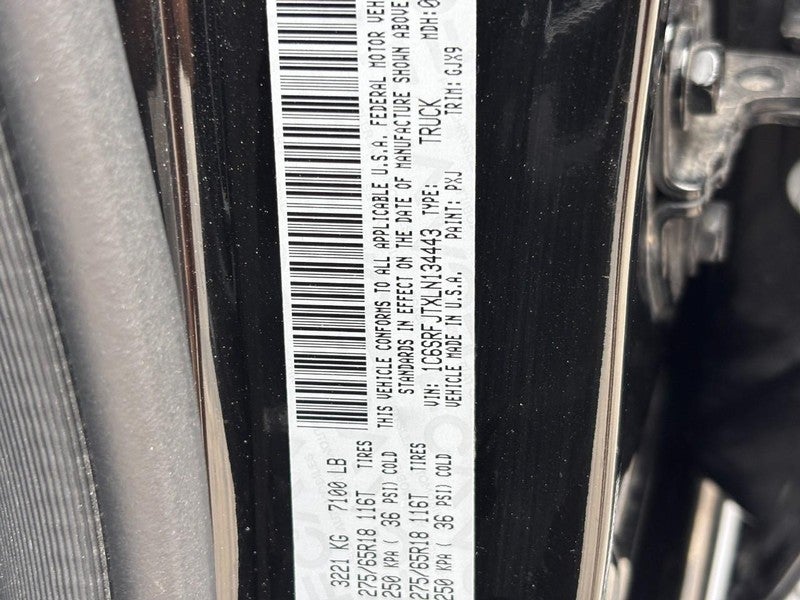 3221 KG 7100 LB
275/65R18 116T TIRES
250 KPA ( 36 PSI) COLD
275/65R18 116T TIRES
250 KPA ( 36 PSI) COLD
THIS VEHICLE CONFORMS TO ALL APPLICABLE U.S.A. FEDERAL MOTOR VEH
STANDARDS IN EFFECT ON THE DATE OF MANUFACTURE SHOWN ABOVE
VIN: 1C6SRFJTXLN134443 TYPE: TRUCK MDH:0
VEHICLE MADE IN U.S.A. PAINT: PXJ TRIM: GJX9